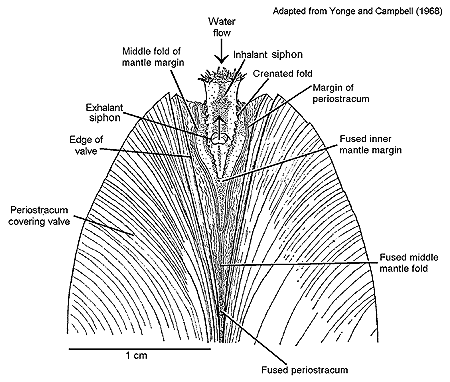 Adapted from Yonge and Campbell (1968)
Water
flow
Middle fold of
mantle margin
Inhalant siphon
Crenated fold
Margin of
periostracum
Exhalant
siphon
Edge of
valve
Fused inner
mantle margin
Periostracum
covering valve
Fused middle
mantle fold
1 cm
Fused periostracum